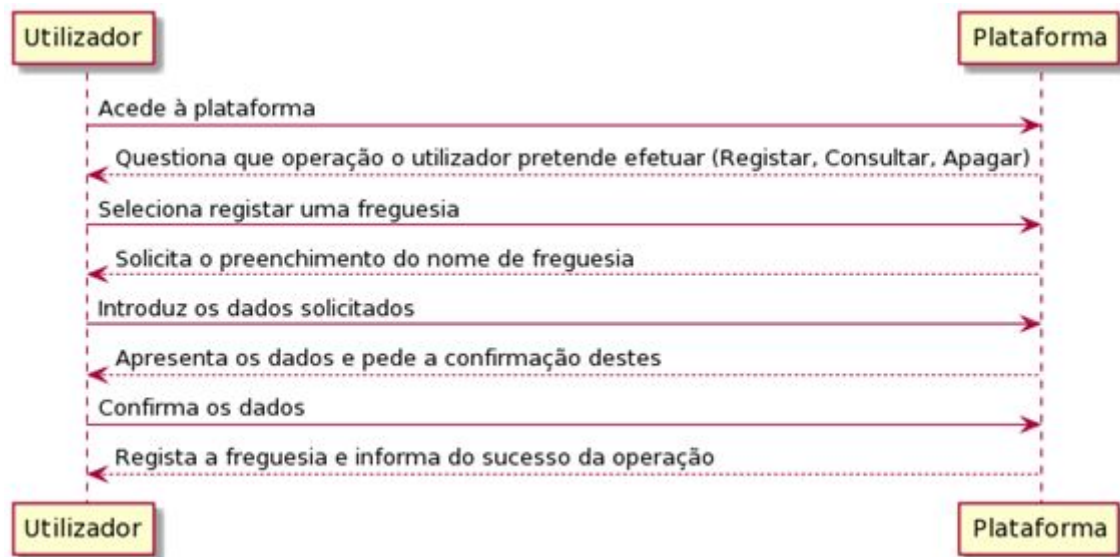 Utilizador
Plataforma
Acede à plataforma
Questiona que operação o utilizador pretende efetuar (Registar, Consultar, Apagar)
Seleciona registar uma freguesia
Solicita o preenchimento do nome de freguesia
Introduz os dados solicitados
Apresenta os dados e pede a confirmação destes
Confirma os dados
Regista a freguesia e informa do sucesso da operação
Utilizador
Plataforma